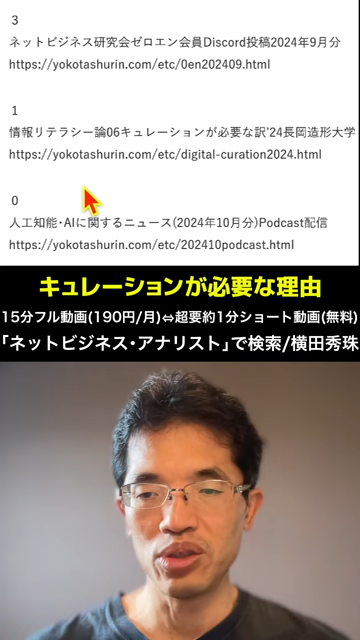 3
ネットビジネス研究会ゼロエン会員Discord投稿2024年9月分
https://yokotashurin.com/etc/0en202409.html
1
情報リテラシー論06キュレーションが必要な訳’24長岡造形大学
https://yokotashurin.com/etc/digital-curation2024.html
0
人工知能・AIに関するニュース(2024年10月分)Podcast配信
https://yokotashurin.com/etc/202410podcast.html
キュレーションが必要な理由
15分フル動画(190円/月)⇔超要約1分ショート動画(無料)
「ネットビジネス・アナリスト」で検索/横田秀珠